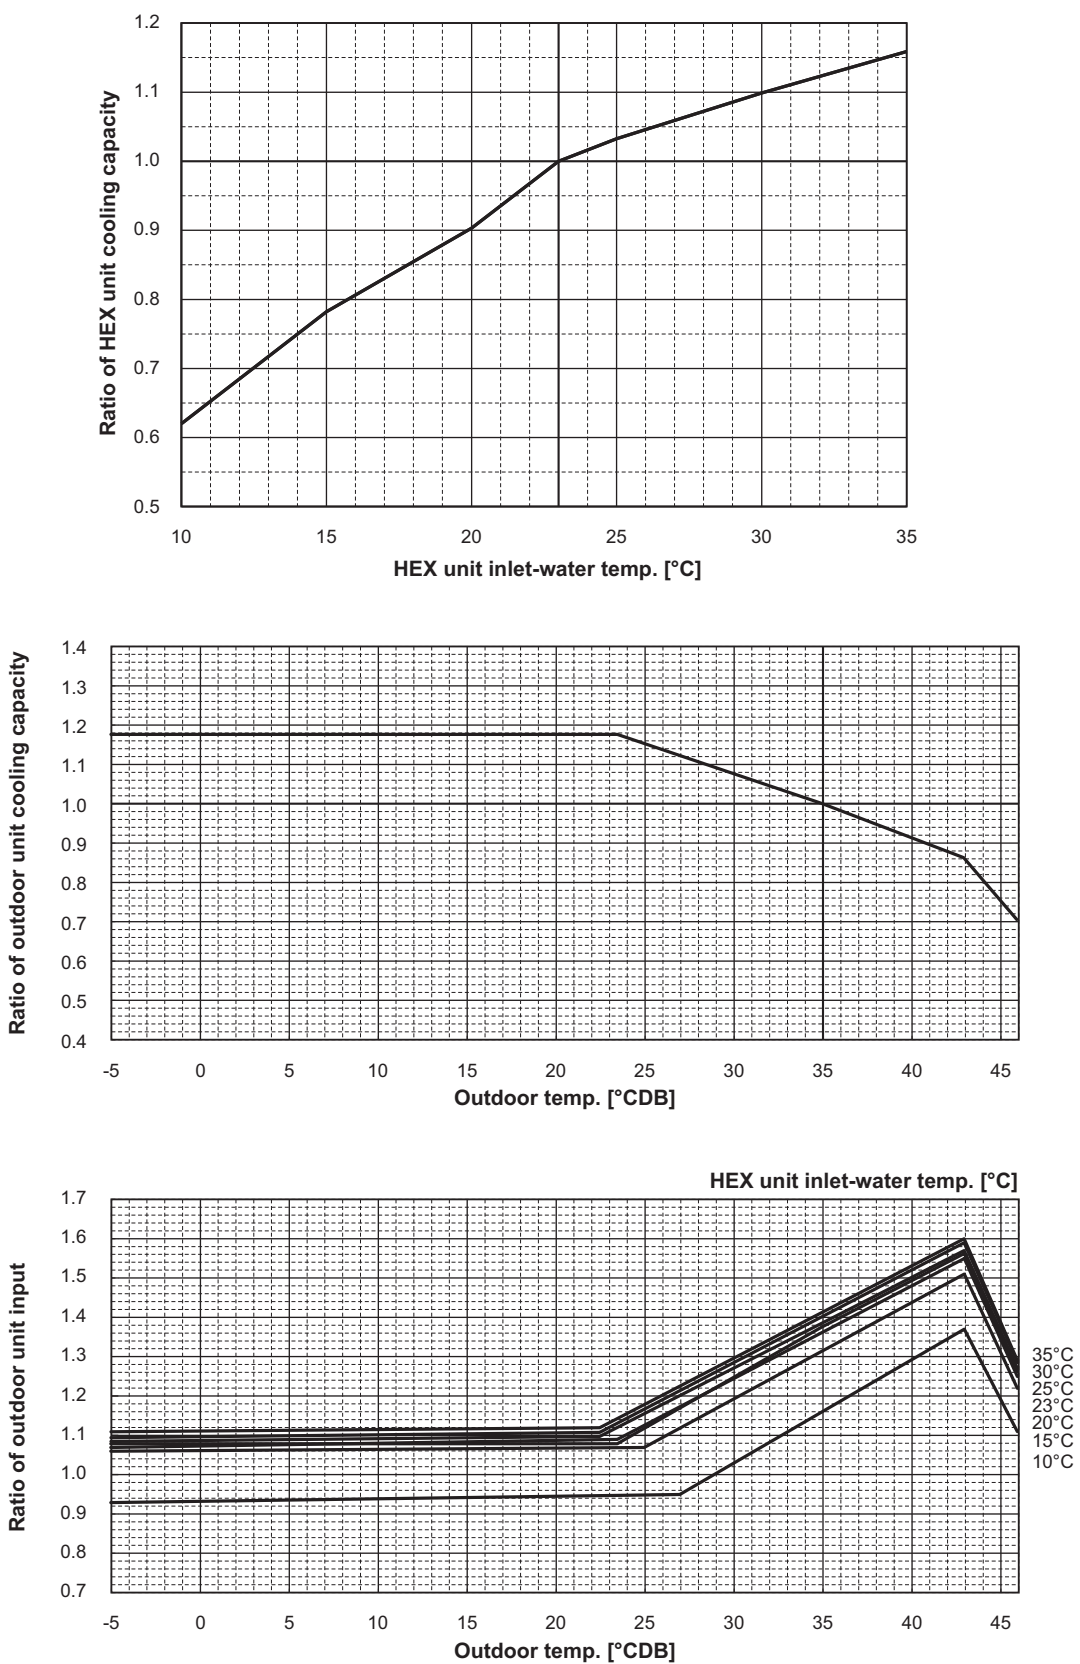 Ratio of HEX unit cooling capacity
1.2
1.1
1.0
0.9
0.8
0.7
0.6
0.5
10 15 20 25 30 35
HEX unit inlet-water temp. [°C]
Ratio of outdoor unit cooling capacity
1.4
1.3
1.2
1.1
1.0
0.9
0.8
0.7
0.6
0.5
0.4
-5 0 5 10 15 20 25 30 35 40 45
Outdoor temp. [°CDB]
HEX unit inlet-water temp. [°C]
Ratio of outdoor unit input
1.7
1.6
1.5
1.4
1.3
1.2
1.1
1.0
0.9
0.8
0.7
35°C
30°C
25°C
23°C
20°C
15°C
10°C
-5 0 5 10 15 20 25 30 35 40 45
Outdoor temp. [°CDB]